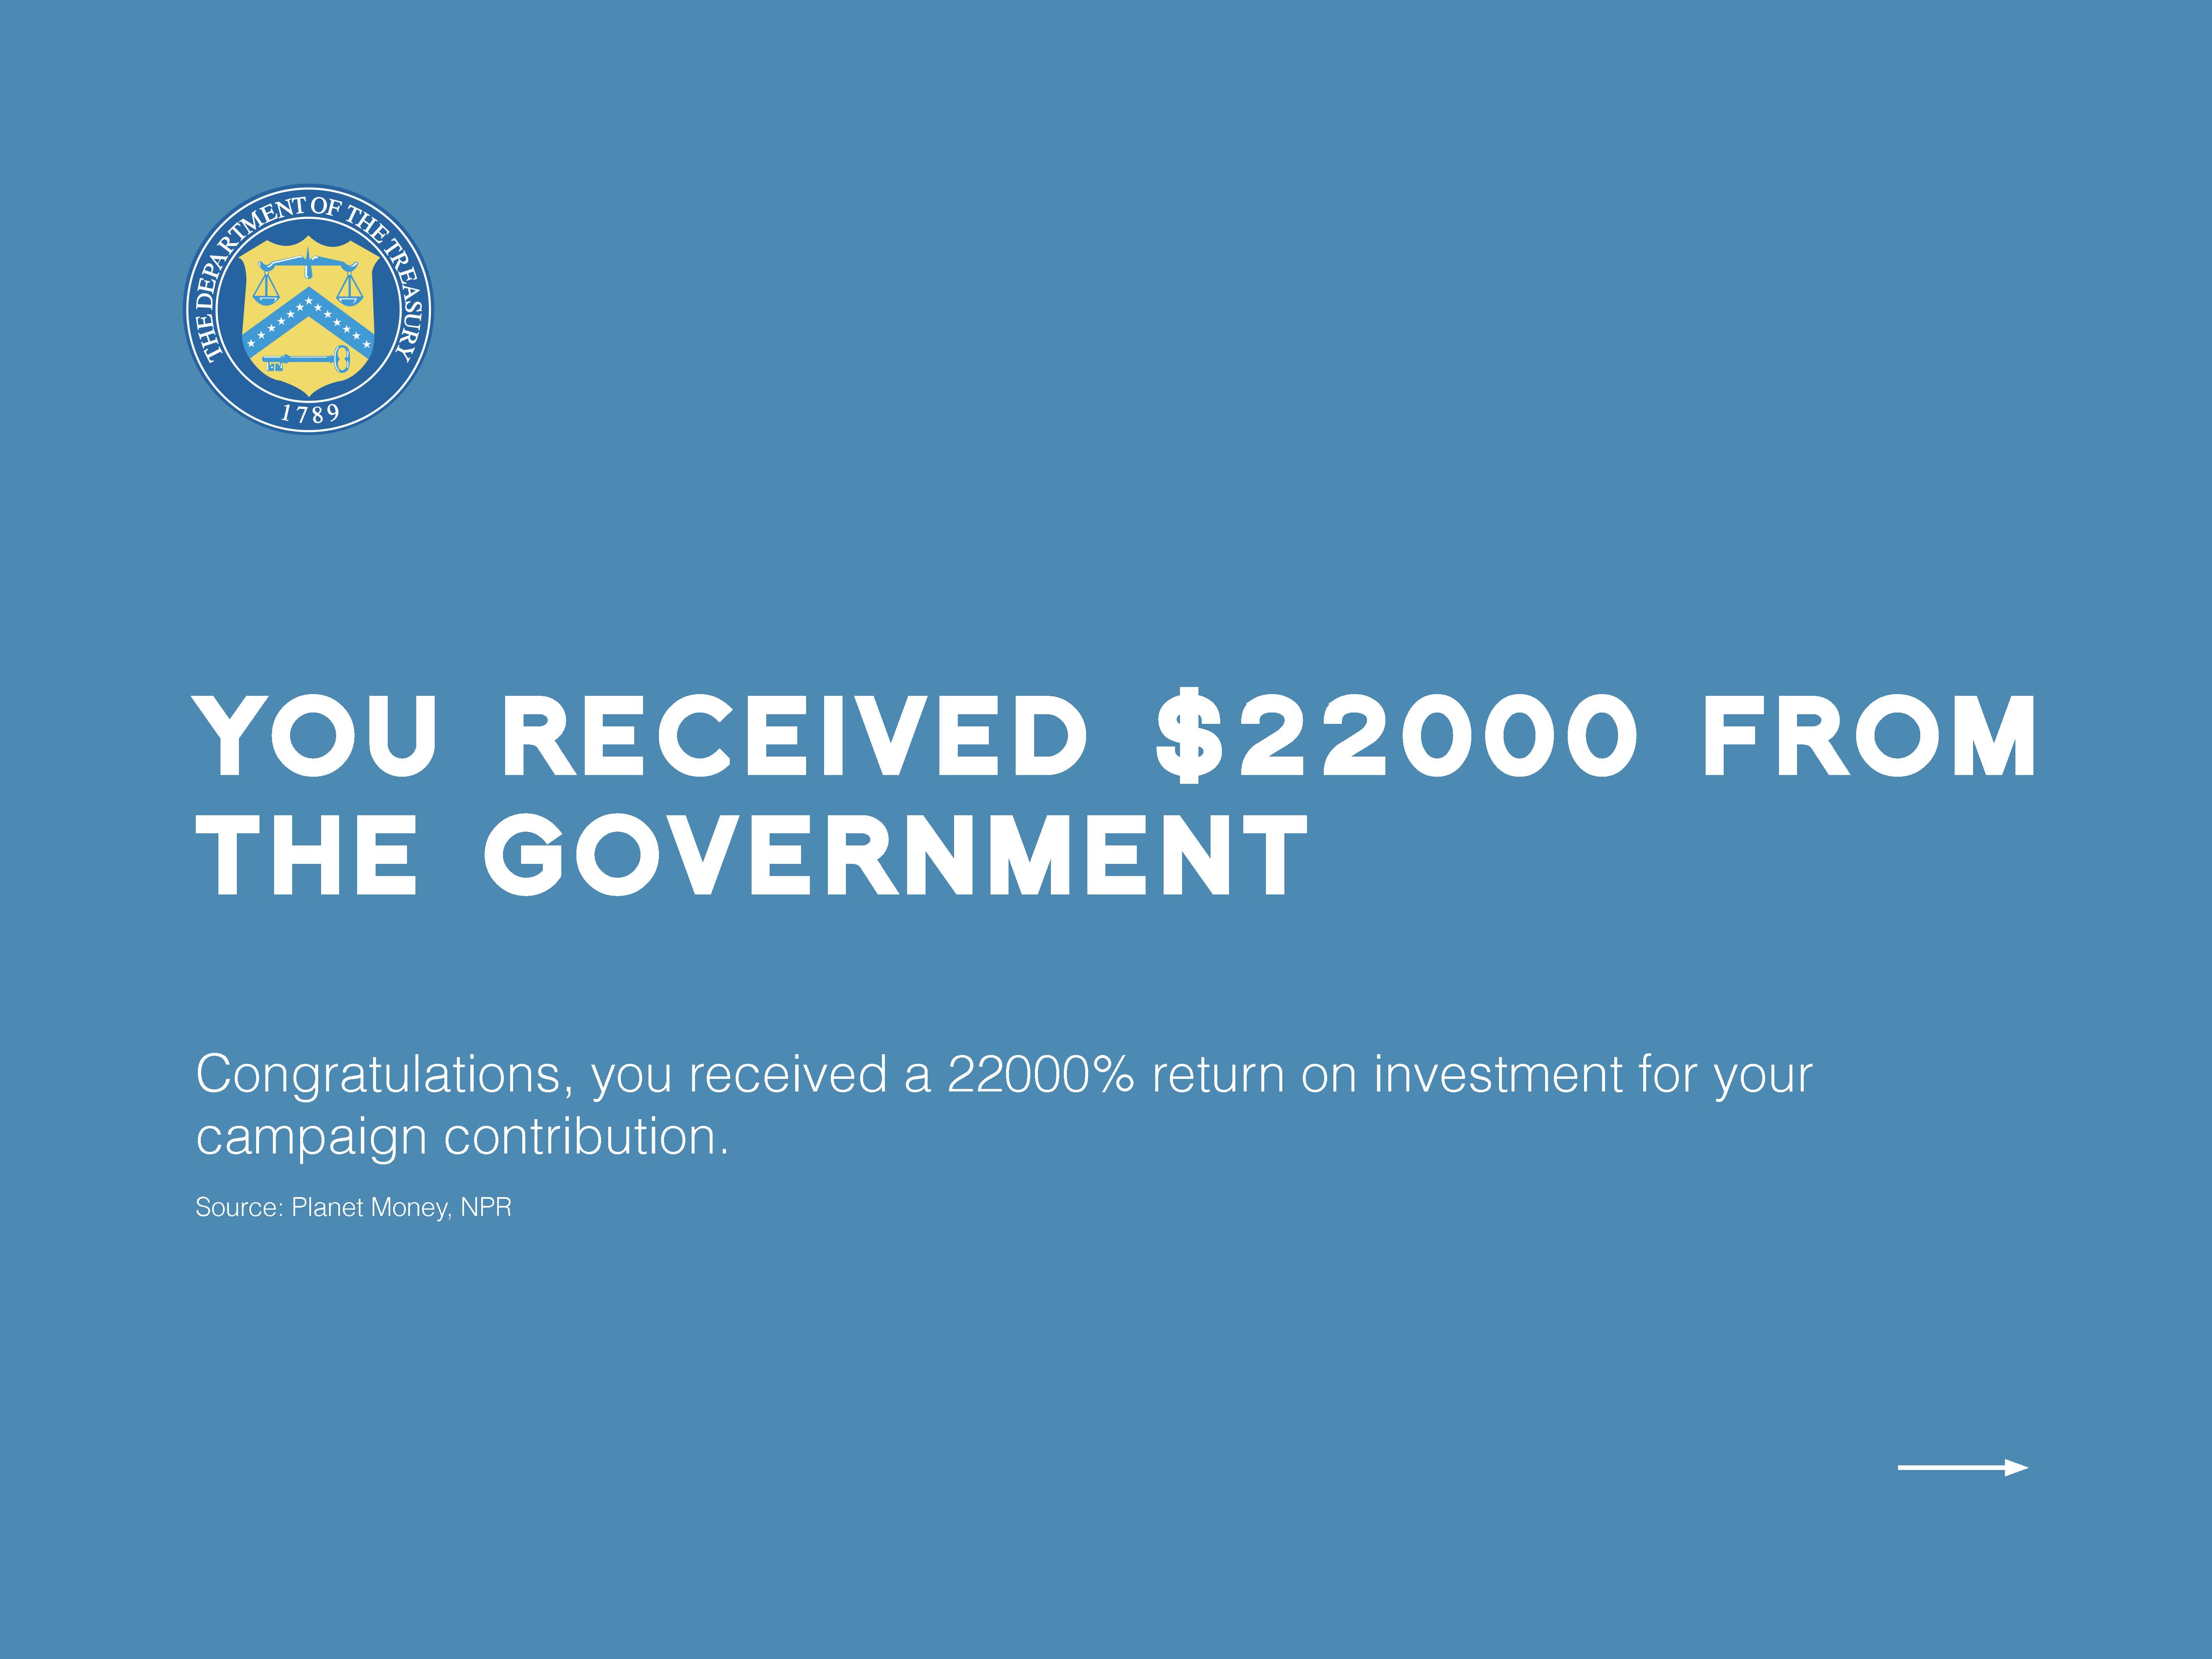 THE DEPARTMENT OF THE TREASURY
1789
YOU RECEIVED $22000 FROM
THE GOVERNMENT
Congratulations, you received a 22000% return on investment for your
campaign contribution.
Source: Planet Money, NPR